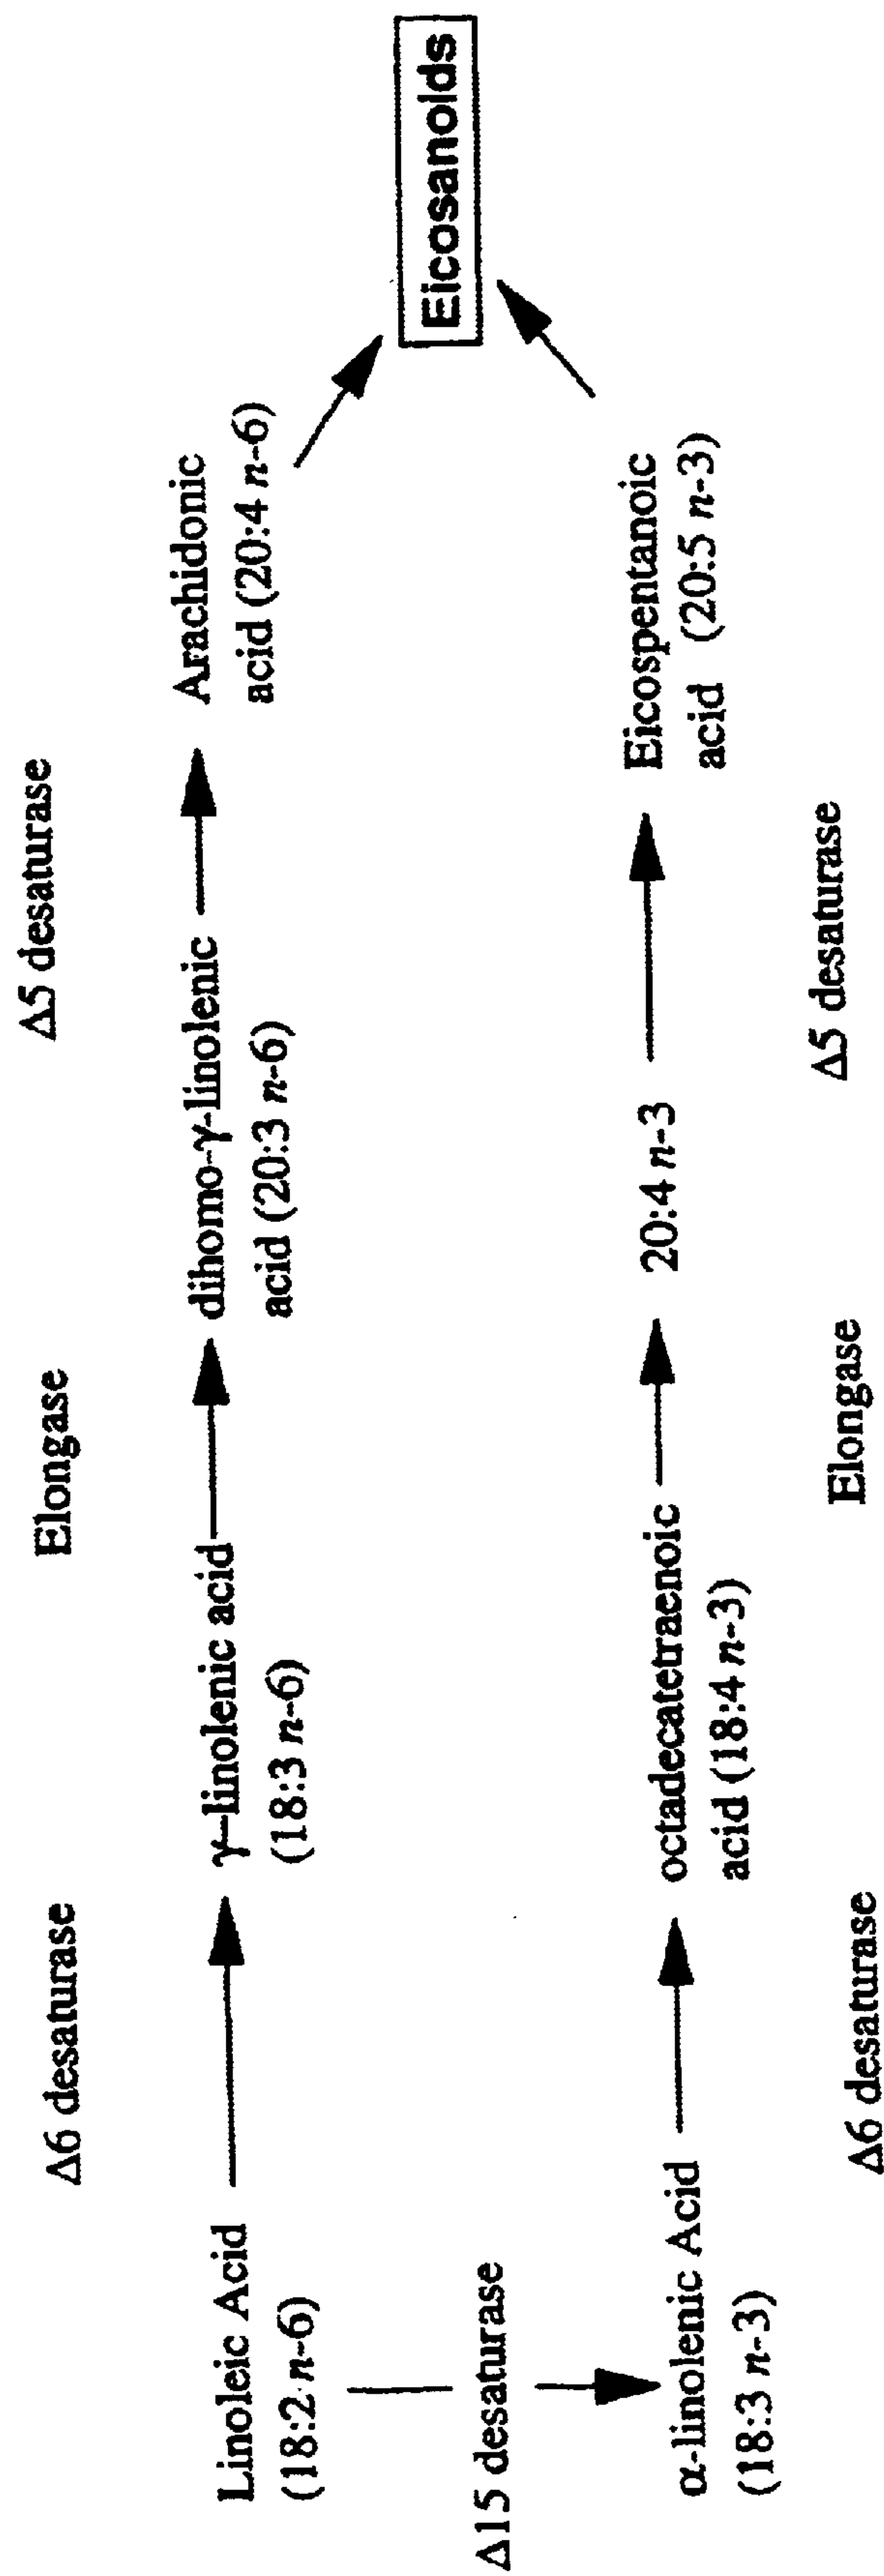 Δ6 desaturase
Elongase
Δ5 desaturase
Linoleic Acid
(18:2 n-6)
γ-linolenic acid
(18:3 n-6)
dihomo-γ-linolenic
acid (20:3 n-6)
Arachidonic
acid (20:4 n-6)
Δ15 desaturase
Eicosanoids
α-linolenic Acid
(18:3 n-3)
octadecatetraenoic
acid (18:4 n-3)
20:4 n-3
Eicospentanoic
acid (20:5 n-3)
Δ6 desaturase
Elongase
Δ5 desaturase